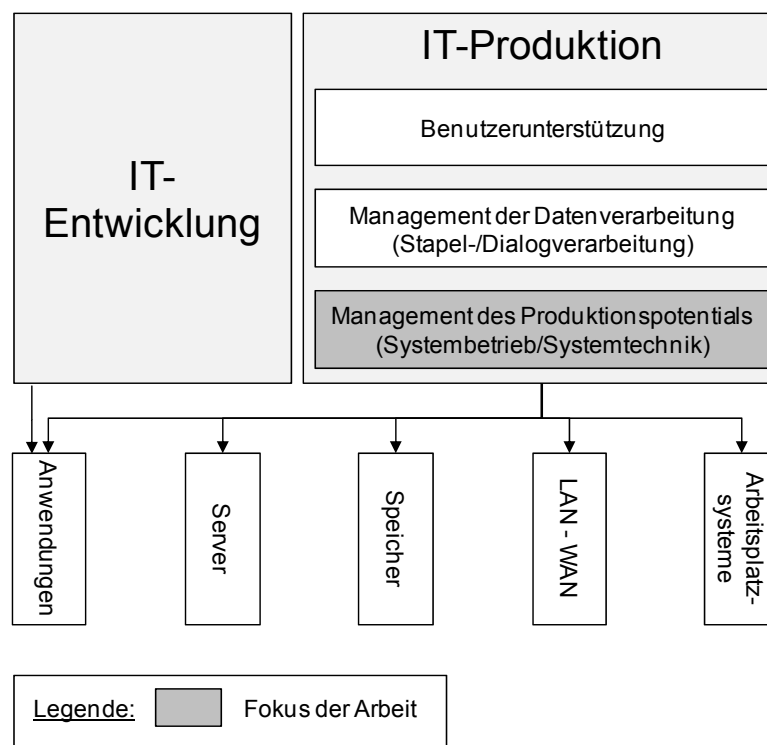 IT-
Entwicklung
IT-Produktion
Benutzerunterstützung
Management der Datenverarbeitung
(Stapel-/Dialogverarbeitung)
Management des Produktionspotentials
(Systembetrieb/Systemtechnik)
Anwendungen
Server
Speicher
LAN - WAN
Arbeitsplatz-
systeme
Legende:
Fokus der Arbeit